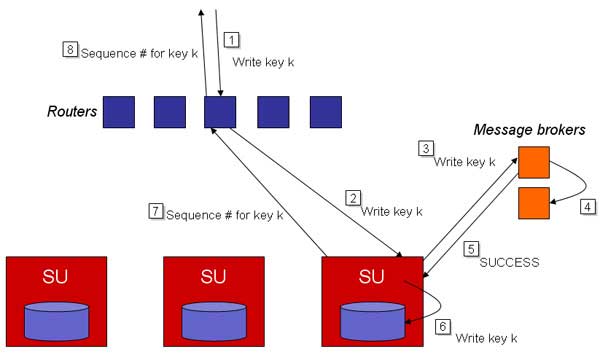 8
Sequence # for key k
1
Write key k
Routers
Message brokers
3
Write key k
4
2
Write key k
7
Sequence # for key k
5
SUCCESS
SU
SU
SU
6
Write key k